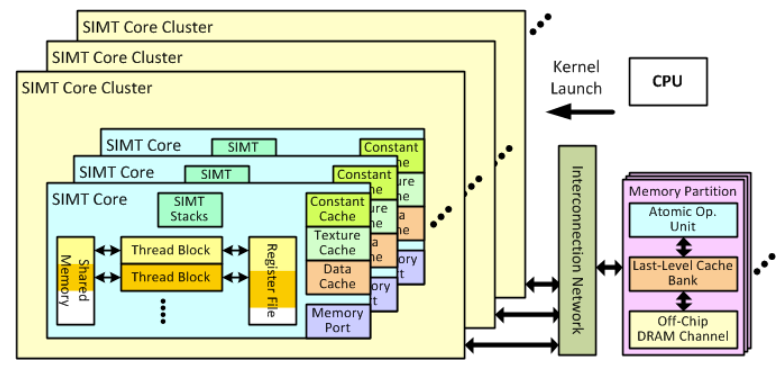 SIMT Core Cluster
SIMT Core Cluster
SIMT Core Cluster
Kernel
Launch
CPU
SIMT Core
SIMT
Constant
SIMT Core
SIMT
Constant
SIMT Core
SIMT
Stacks
Constant
Cache
Texture
Cache
Data
Cache
Memory
Port
Shared
Memory
Thread Block
Thread Block
Register File
Interconnection Network
Memory Partition
Atomic Op.
Unit
Last-Level Cache
Bank
Off-Chip
DRAM Channel